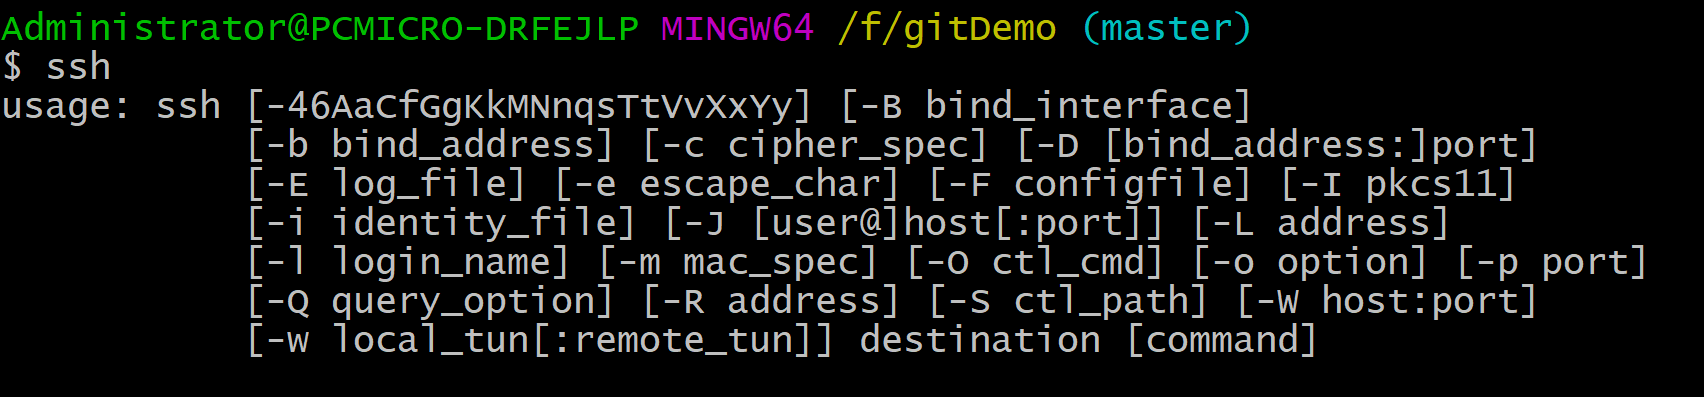 Administrator@PCMICRO-DRFEJLP MINGW64 /f/gitDemo (master)
$ ssh
usage: ssh [-46AaCfGgKkMNnqsTtVvXxYy] [-B bind_interface]
           [-b bind_address] [-c cipher_spec] [-D [bind_address:]port]
           [-E log_file] [-e escape_char] [-F configfile] [-I pkcs11]
           [-i identity_file] [-J [user@]host[:port]] [-L address]
           [-l login_name] [-m mac_spec] [-O ctl_cmd] [-o option] [-p port]
           [-Q query_option] [-R address] [-S ctl_path] [-W host:port]
           [-w local_tun[:remote_tun]] destination [command]